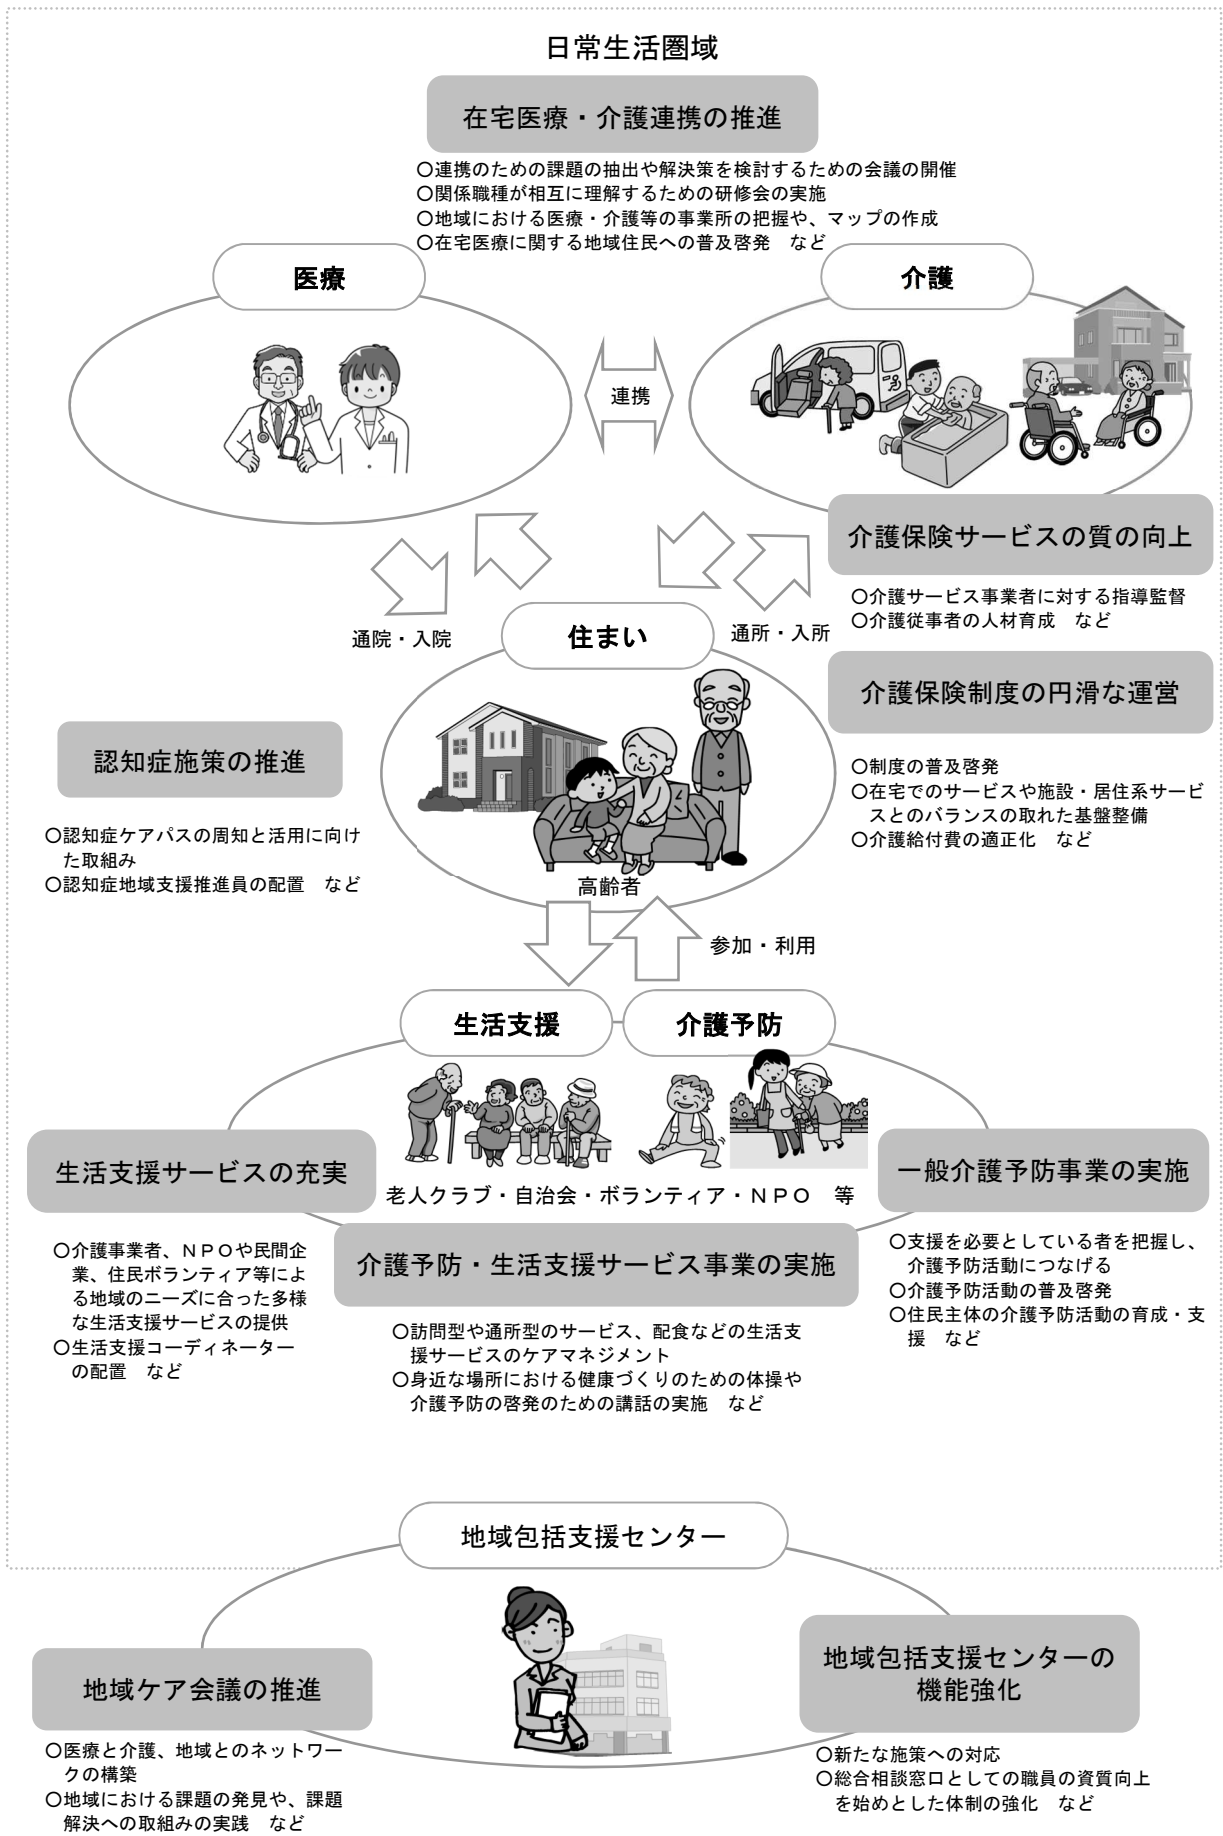 日常生活圏域
在宅医療・介護連携の推進
〇連携のための課題の抽出や解決策を検討するための会議の開催
〇関係職種が相互に理解するための研修会の実施
〇地域における医療・介護等の事業所の把握や、マップの作成
〇在宅医療に関する地域住民への普及啓発　など
医療
介護
連携
介護保険サービスの質の向上
〇介護サービス事業者に対する指導監督
〇介護従事者の人材育成　など
通院・入院
住まい
通所・入所
介護保険制度の円滑な運営
〇制度の普及啓発
〇在宅でのサービスや施設・居住系サービ
スとのバランスの取れた基盤整備
〇介護給付費の適正化　など
認知症施策の推進
〇認知症ケアパスの周知と活用に向け
た取組み
〇認知症地域支援推進員の配置　など
高齢者
参加・利用
生活支援
介護予防
老人クラブ・自治会・ボランティア・ＮＰＯ　等
生活支援サービスの充実
〇介護事業者、ＮＰＯや民間企
業、住民ボランティア等によ
る地域のニーズに合った多様
な生活支援サービスの提供
〇生活支援コーディネーター
の配置　など
介護予防・生活支援サービス事業の実施
〇訪問型や通所型のサービス、配食などの生活支
援サービスのケアマネジメント
〇身近な場所における健康づくりのための体操や
介護予防の啓発のための講話の実施　など
一般介護予防事業の実施
〇支援を必要としている者を把握し、
介護予防活動につなげる
〇介護予防活動の普及啓発
〇住民主体の介護予防活動の育成・支
援　など
地域包括支援センター
地域ケア会議の推進
〇医療と介護、地域とのネットワー
クの構築
〇地域における課題の発見や、課題
解決への取組みの実践　など
地域包括支援センターの
機能強化
〇新たな施策への対応
〇総合相談窓口としての職員の資質向上
を始めとした体制の強化　など